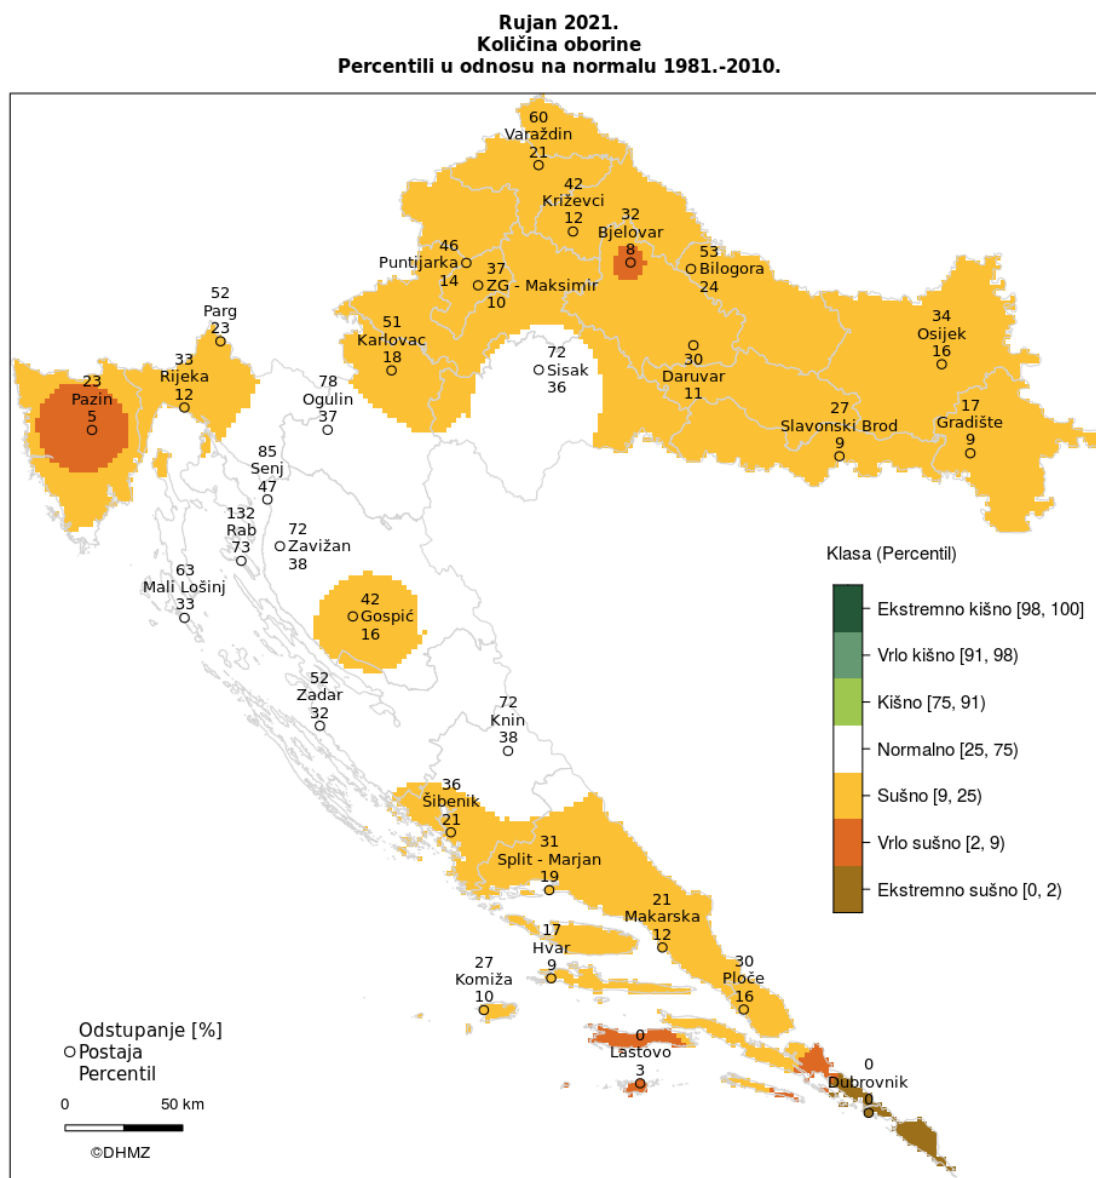 Rujan 2021.
Količina oborine
Percentili u odnosu na normalu 1981.-2010.
60
Varaždin
21
42
Križevci
12
32
Bjelovar
8
46
Puntijarka
14
37
ZG - Maksimir
10
53
Bilogora
24
52
Parg
23
51
Karlovac
18
72
Sisak
36
30
Daruvar
11
34
Osijek
16
33
Rijeka
12
23
Pazin
5
78
Ogulin
37
27
Slavonski Brod
9
17
Gradište
9
85
Senj
47
132
Rab
73
72
Zavižan
38
63
Mali Lošinj
33
42
Gospić
16
52
Zadar
32
72
Knin
38
36
Šibenik
21
31
Split - Marjan
19
21
Makarska
12
17
Hvar
9
27
Komiža
10
30
Ploče
16
0
Lastovo
3
0
Dubrovnik
0
Klasa (Percentil)
Ekstremno kišno [98, 100]
Vrlo kišno [91, 98)
Kišno [75, 91)
Normalno [25, 75)
Sušno [9, 25)
Vrlo sušno [2, 9)
Ekstremno sušno [0, 2)
Odstupanje [%]
Postaja
Percentil
0 50 km
©DHMZ